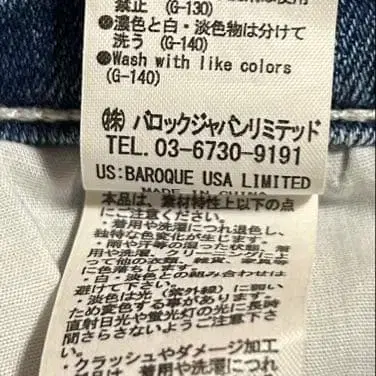 禁止 (G-130)
●濃色と白・淡色物は分けて
洗う (G-140)
●Wash with like colors
(G-140)
㈱ バロックジャパンリミテッド
TEL. 03-6730-9191
US: BAROQUE USA LIMITED
MADE IN CHINA
本品は、素材特性上以下の点
にご注意ください。
・着用や洗濯につれ退色し、
独特な色変化が生じます。
・雨や汗等の湿った状態、着
用や洗濯、クリーニングによ
って他の衣類、雑貨、家具等
に色落ちします。
・白・淡色との組み合わせは
避けて下さい。
・淡色は光(紫外線)に弱い
ため変色する事があります。
直射日光や蛍光灯の光に長時
間さらさないようご注意下さ
い。
・クラッシュやダメージ加工
は着用や洗濯につれ